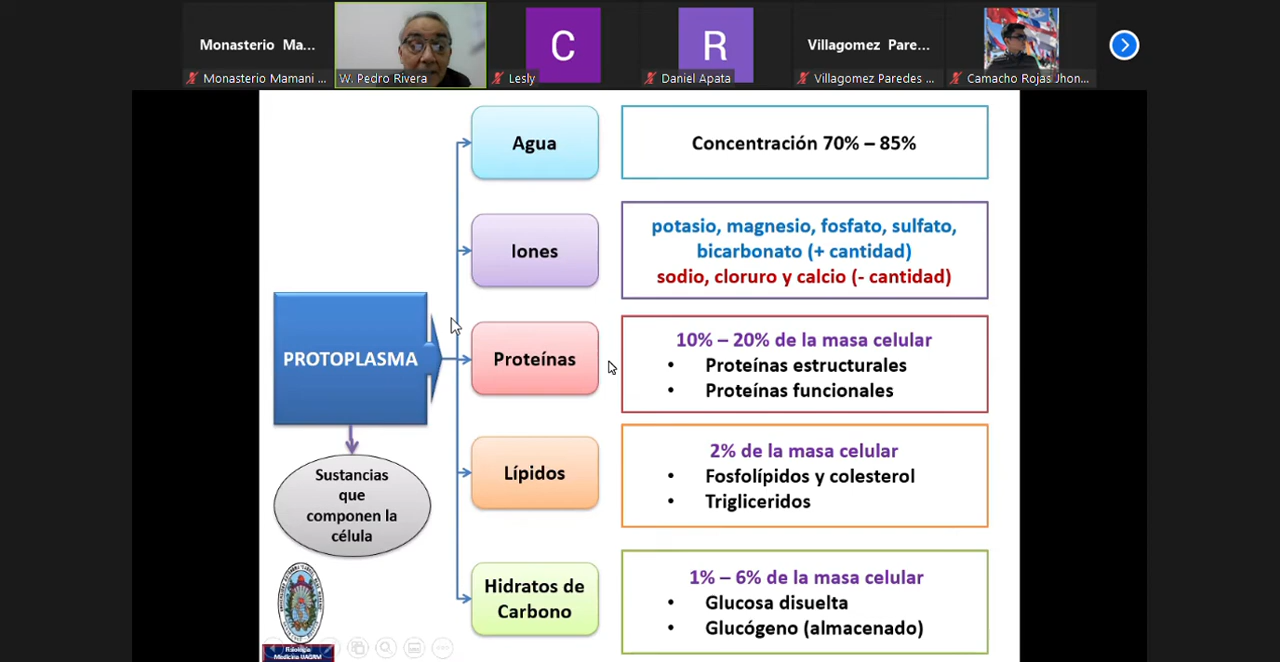 Monasterio Ma...
Villagomez Pare...
C
R
Monasterio Mamani ...
W. Pedro Rivera
Lesly
Daniel Apata
Villagomez Paredes ...
Camacho Rojas Jhon...
Agua
Concentración 70% – 85%
Iones
potasio, magnesio, fosfato, sulfato,
bicarbonato (+ cantidad)
sodio, cloruro y calcio (- cantidad)
PROTOPLASMA
Proteínas
10% – 20% de la masa celular
• Proteínas estructurales
• Proteínas funcionales
Sustancias
que
componen la
célula
Lípidos
2% de la masa celular
• Fosfolípidos y colesterol
• Trigliceridos
Hidratos de
Carbono
1% – 6% de la masa celular
• Glucosa disuelta
• Glucógeno (almacenado)
Fisiología
Medicina UAGRM